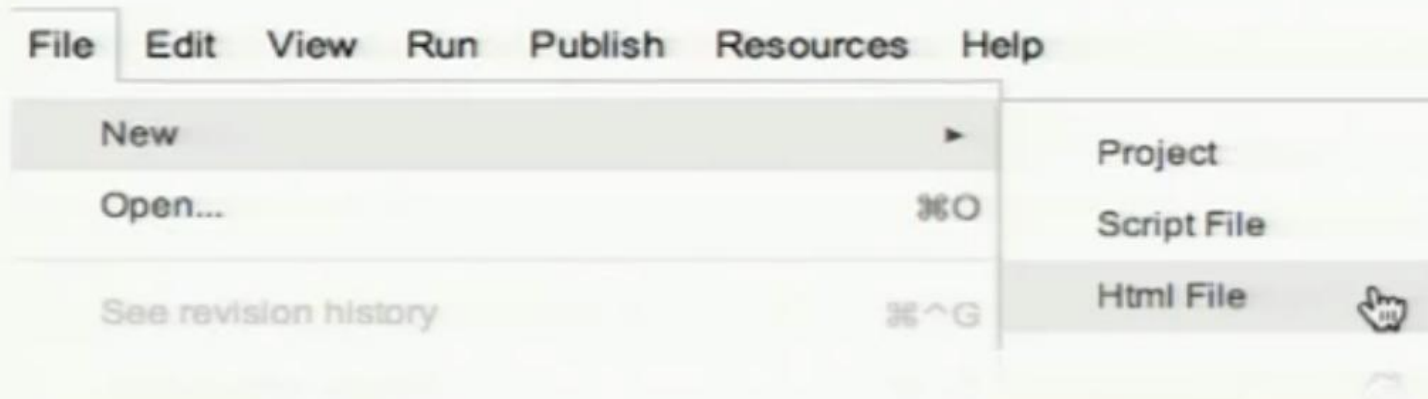 File Edit View Run Publish Resources Help
New ►
Project
Open... ⌘O
Script File
Html File
See revision history ⌘^G